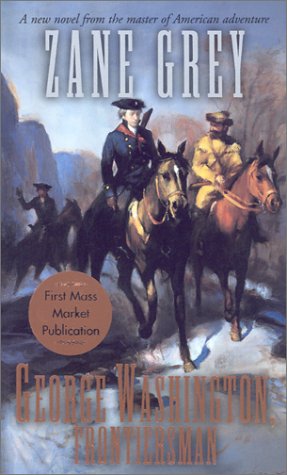 A new novel from the master of American adventure
ZANE GREY
First Mass
Market
Publication
GEORGE WASHINGTON,
FRONTIERSMAN